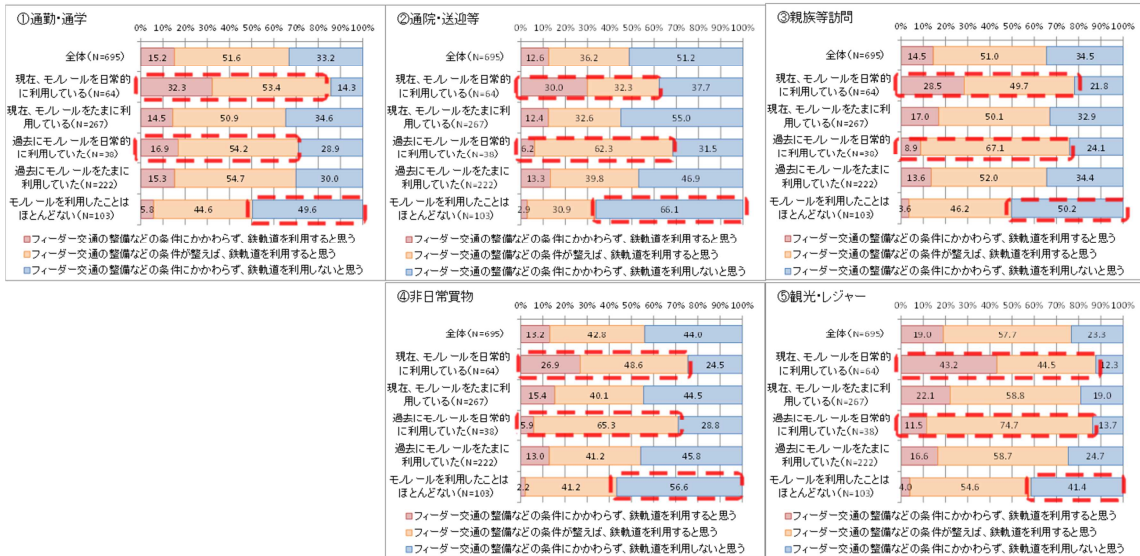 ①通勤・通学
0% 10% 20% 30% 40% 50% 60% 70% 80% 90% 100%
全体(N=695) 15.2 51.6 33.2
現在、モノレールを日常的
に利用している(N=64) 32.3 53.4 14.3
現在、モノレールをたまに利
用している(N=267) 14.5 50.9 34.6
過去にモノレールを日常的
に利用していた(N=38) 16.9 54.2 28.9
過去にモノレールをたまに
利用していた(N=222) 15.3 54.7 30.0
モノレールを利用したことは
ほとんどない(N=103) 5.8 44.6 49.6
フィーダー交通の整備などの条件にかかわらず、鉄軌道を利用すると思う
フィーダー交通の整備などの条件が整えば、鉄軌道を利用すると思う
フィーダー交通の整備などの条件にかかわらず、鉄軌道を利用しないと思う
②通院・送迎等
0% 10% 20% 30% 40% 50% 60% 70% 80% 90% 100%
全体(N=695) 12.6 36.2 51.2
現在、モノレールを日常的
に利用している(N=64) 30.0 32.3 37.7
現在、モノレールをたまに利
用している(N=267) 12.4 32.6 55.0
過去にモノレールを日常的
に利用していた(N=38) 6.2 62.3 31.5
過去にモノレールをたまに
利用していた(N=222) 13.3 39.8 46.9
モノレールを利用したことは
ほとんどない(N=103) 2.9 30.9 66.1
フィーダー交通の整備などの条件にかかわらず、鉄軌道を利用すると思う
フィーダー交通の整備などの条件が整えば、鉄軌道を利用すると思う
フィーダー交通の整備などの条件にかかわらず、鉄軌道を利用しないと思う
③親族等訪問
0% 10% 20% 30% 40% 50% 60% 70% 80% 90% 100%
全体(N=695) 14.5 51.0 34.5
現在、モノレールを日常的
に利用している(N=64) 28.5 49.7 21.8
現在、モノレールをたまに利
用している(N=267) 17.0 50.1 32.9
過去にモノレールを日常的
に利用していた(N=38) 8.9 67.1 24.1
過去にモノレールをたまに
利用していた(N=222) 13.6 52.0 34.4
モノレールを利用したことは
ほとんどない(N=103) 3.6 46.2 50.2
フィーダー交通の整備などの条件にかかわらず、鉄軌道を利用すると思う
フィーダー交通の整備などの条件が整えば、鉄軌道を利用すると思う
フィーダー交通の整備などの条件にかかわらず、鉄軌道を利用しないと思う
④非日常買物
0% 10% 20% 30% 40% 50% 60% 70% 80% 90% 100%
全体(N=695) 13.2 42.8 44.0
現在、モノレールを日常的
に利用している(N=64) 26.9 48.6 24.5
現在、モノレールをたまに利
用している(N=267) 15.4 40.1 44.5
過去にモノレールを日常的
に利用していた(N=38) 5.9 65.3 28.8
過去にモノレールをたまに
利用していた(N=222) 13.0 41.2 45.8
モノレールを利用したことは
ほとんどない(N=103) 2.2 41.2 56.6
フィーダー交通の整備などの条件にかかわらず、鉄軌道を利用すると思う
フィーダー交通の整備などの条件が整えば、鉄軌道を利用すると思う
フィーダー交通の整備などの条件にかかわらず、鉄軌道を利用しないと思う
⑤観光・レジャー
0% 10% 20% 30% 40% 50% 60% 70% 80% 90% 100%
全体(N=695) 19.0 57.7 23.3
現在、モノレールを日常的
に利用している(N=64) 43.2 44.5 12.3
現在、モノレールをたまに利
用している(N=267) 22.1 58.8 19.0
過去にモノレールを日常的
に利用していた(N=38) 11.5 74.7 13.7
過去にモノレールをたまに
利用していた(N=222) 16.6 58.7 24.7
モノレールを利用したことは
ほとんどない(N=103) 4.0 54.6 41.4
フィーダー交通の整備などの条件にかかわらず、鉄軌道を利用すると思う
フィーダー交通の整備などの条件が整えば、鉄軌道を利用すると思う
フィーダー交通の整備などの条件にかかわらず、鉄軌道を利用しないと思う